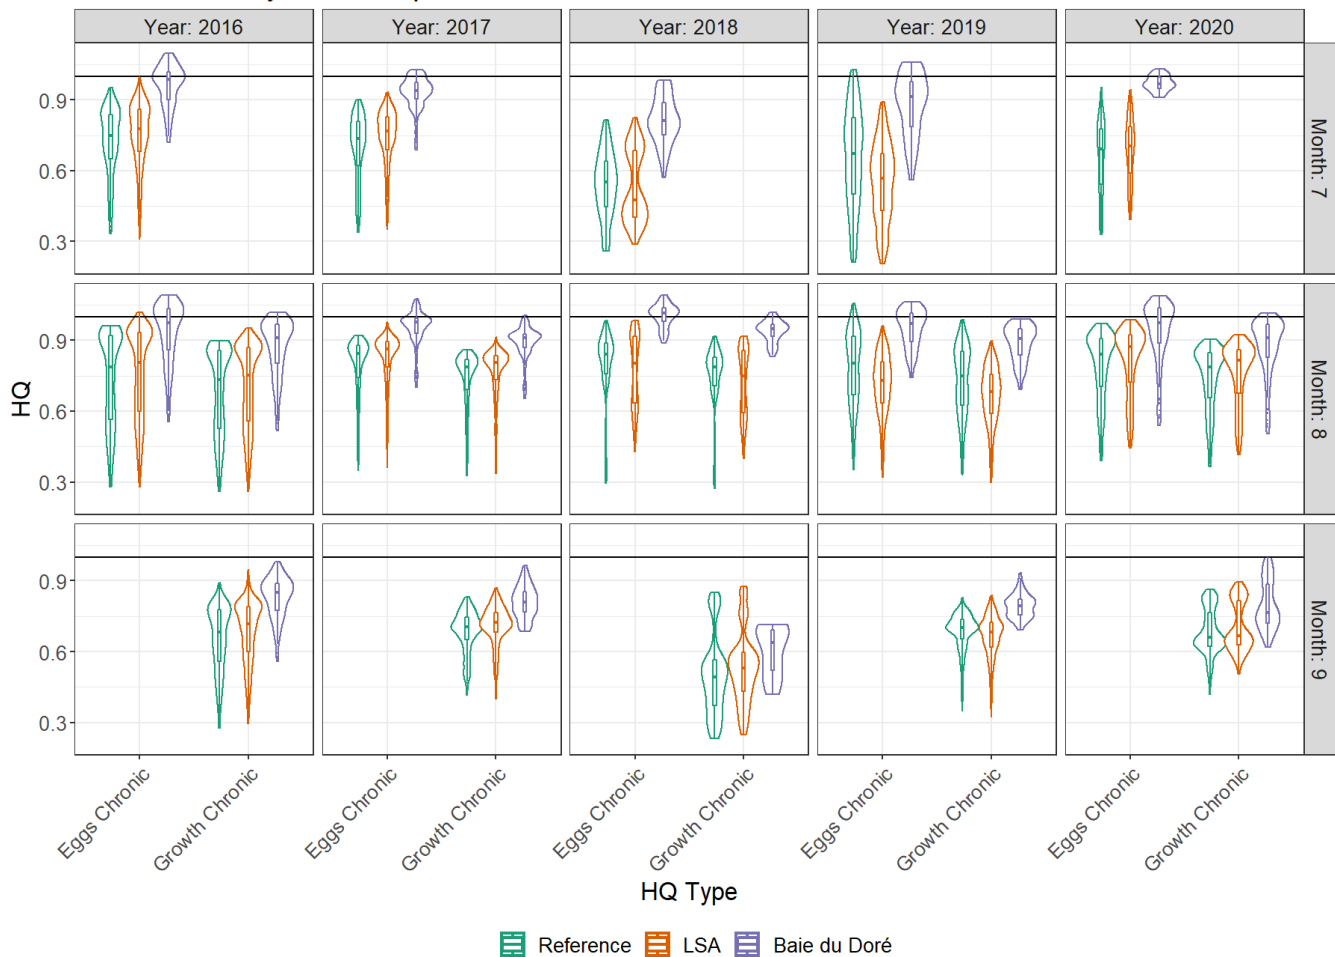 Year: 2016 Year: 2017 Year: 2018 Year: 2019 Year: 2020
0.9
0.6
0.3
Month: 7
HQ
0.9
0.6
0.3
Month: 8
0.9
0.6
0.3
Month: 9
Eggs Chronic Growth Chronic Eggs Chronic Growth Chronic Eggs Chronic Growth Chronic Eggs Chronic Growth Chronic Eggs Chronic Growth Chronic
HQ Type
Reference LSA Baie du Doré